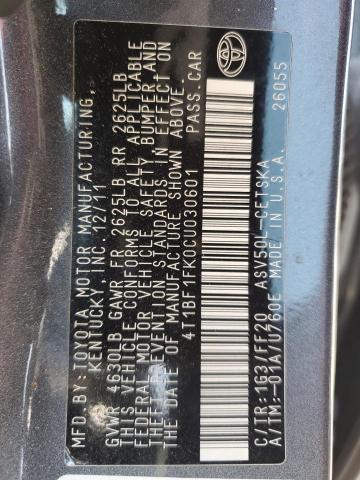 MFD. BY: TOYOTA MOTOR MANUFACTURING,
KENTUCKY, INC. 12/11
GVWR 4630LB GAWR FR 2625LB RR 2625LB
THIS VEHICLE CONFORMS TO ALL APPLICABLE
FEDERAL MOTOR VEHICLE SAFETY, BUMPER, AND
THEFT PREVENTION STANDARDS IN EFFECT ON
THE DATE OF MANUFACTURE SHOWN ABOVE.
4T1BF1FKXCU030601 PASS. CAR
C/TR: 1G3/FF20 ASV50L-CETSKA
A/TM: -01A/U760E MADE IN U.S.A. 26055